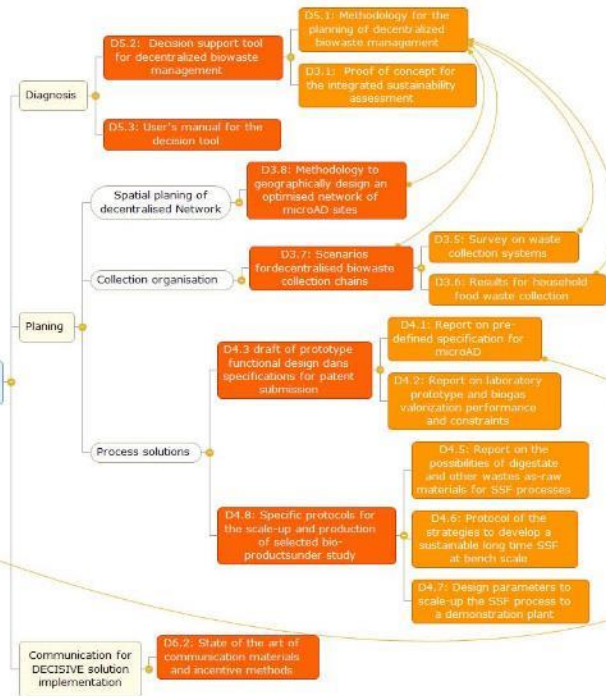 D5.1: Methodology for the
planning of decentralized
biowaste management
D5.2: Decision support tool
for decentralized biowaste
management
D3.1: Proof of concept for
the integrated sustainability
assessment
Diagnosis
D5.3: User's manual for the
decision tool
Spatial planing of
decentralised Network
D3.8: Methodology to
geographically design an
optimised network of
microAD sites
Collection organisation
D3.7: Scenarios
fordecentralised biowaste
collection chains
D3.5: Survey on waste
collection systems
D3.6: Results for household
food waste collection
Planing
D4.3 draft of prototype
functional design dans
specifications for patent
submission
D4.1: Report on pre-
defined specification for
microAD
D4.2: Report on laboratory
prototype and biogas
valorization performance
and constraints
Process solutions
D4.8: Specific protocols for
the scale-up and production
of selected bio-
productsunder study
D4.5: Report on the
possibilities of digestate
and other wastes as-raw
materials for SSF processes
D4.6: Protocol of the
strategies to develop a
sustainable long time SSF
at bench scale
D4.7: Design parameters to
scale-up the SSF process to
a demonstration plant
Communication for
DECISIVE solution
implementation
D6.2: State of the art of
communication materials
and incentive methods